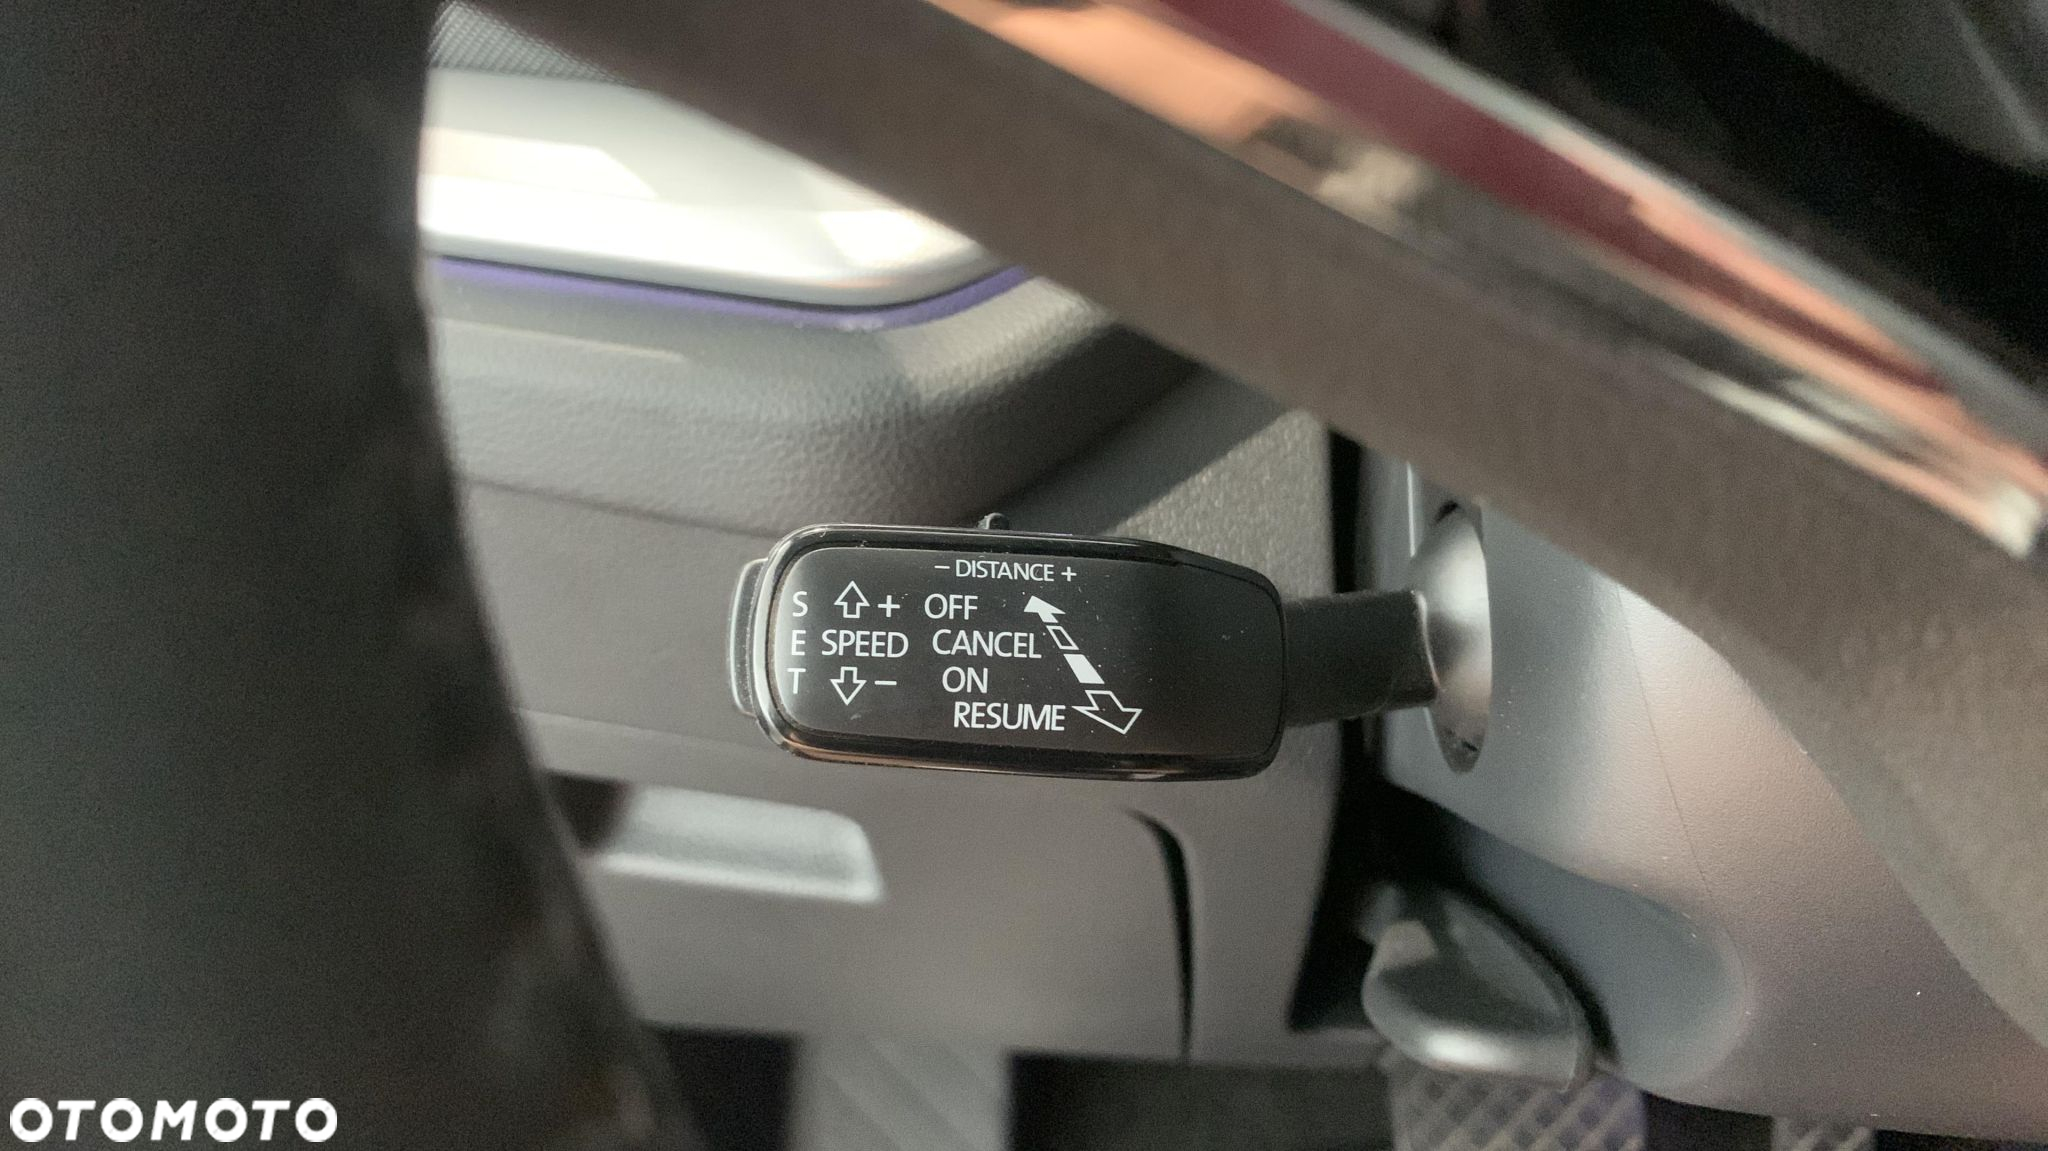 − DISTANCE +
S + OFF
E SPEED CANCEL
T − ON
RESUME
OTOMOTO